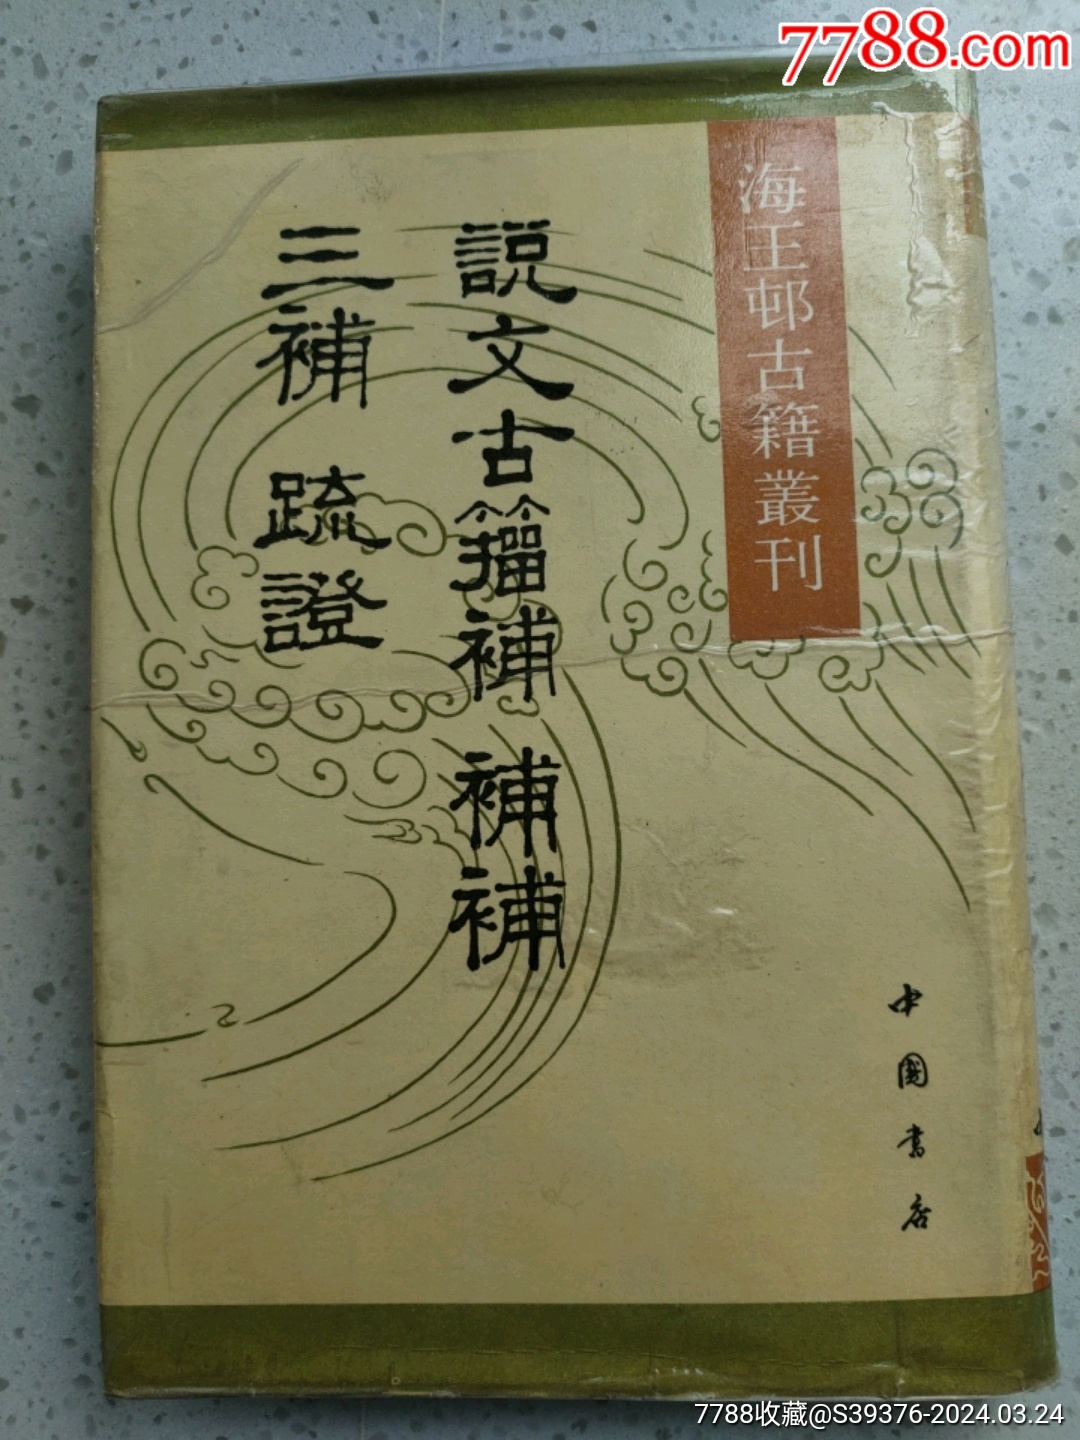 7788.com
海王邨古籍叢刊
説文古籀補 補補
三補 疏證
中國書店
7788收藏@S39376-2024.03.24